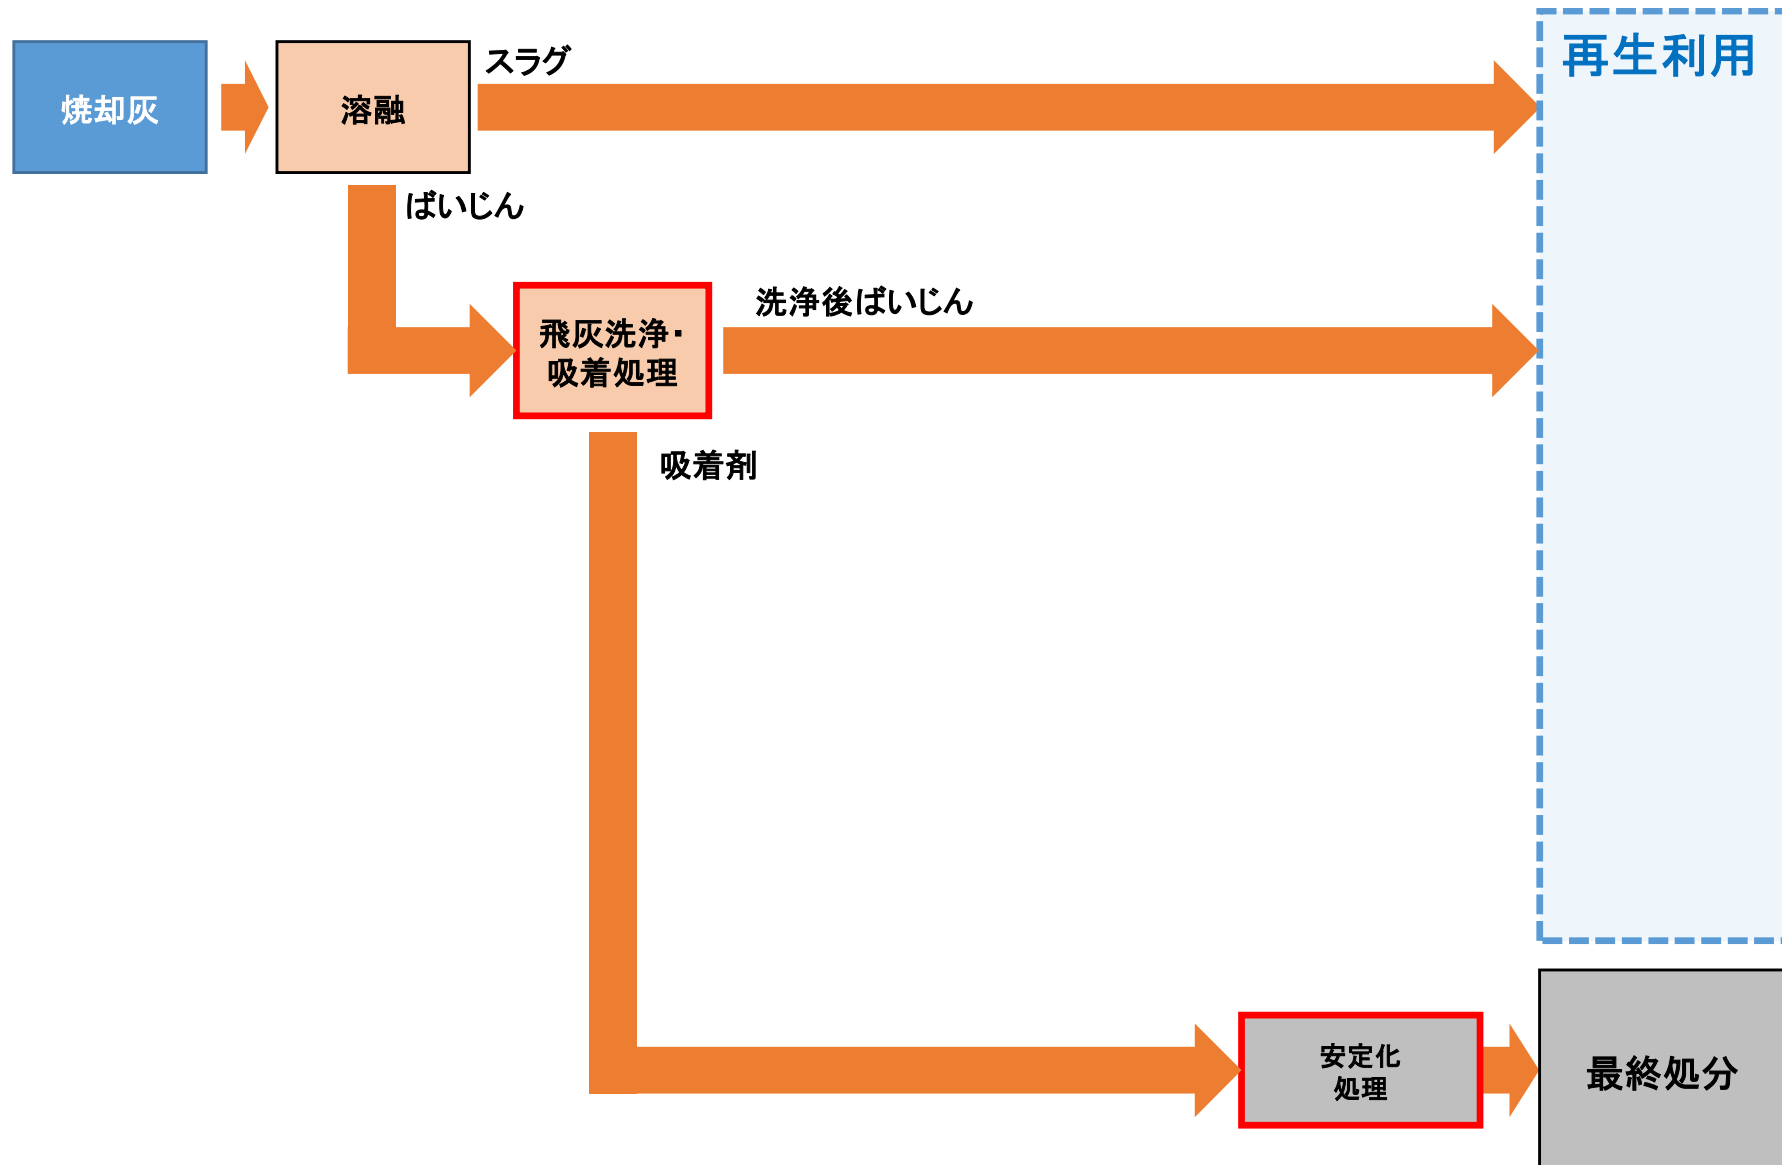 再生利用
スラグ
焼却灰
溶融
ばいじん
洗浄後ばいじん
飛灰洗浄・
吸着処理
吸着剤
安定化
処理
最終処分